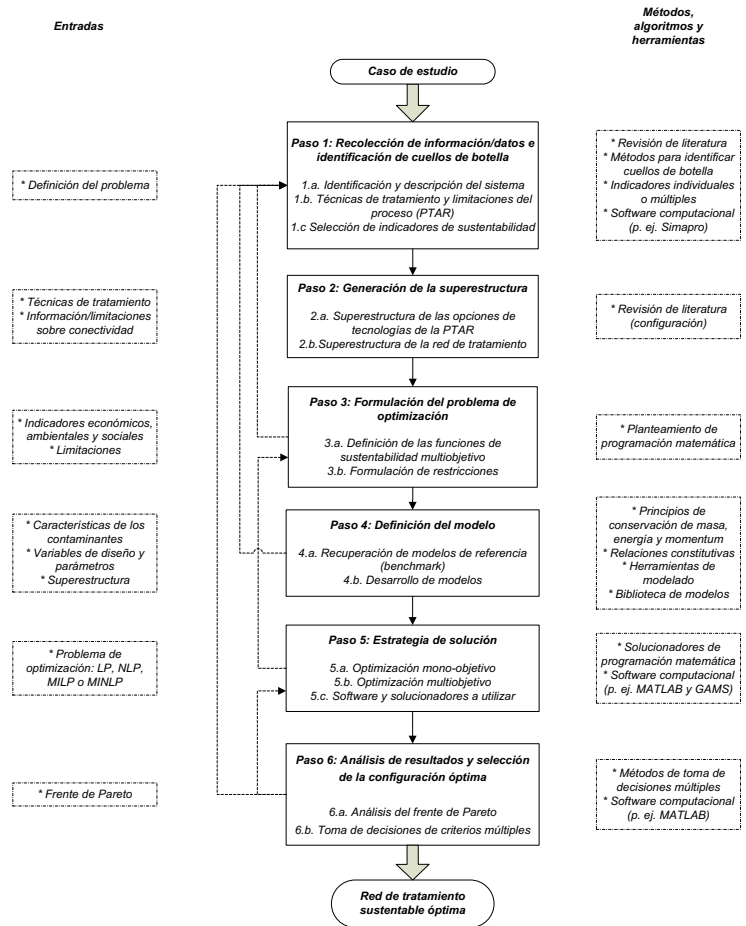 Entradas
Métodos,
algoritmos y
herramientas
Caso de estudio
Paso 1: Recolección de información/datos e
identificación de cuellos de botella
1.a. Identificación y descripción del sistema
1.b. Técnicas de tratamiento y limitaciones del
proceso (PTAR)
1.c Selección de indicadores de sustentabilidad
* Definición del problema
* Revisión de literatura
* Métodos para identificar
cuellos de botella
* Indicadores individuales
o múltiples
* Software computacional
(p. ej. Simapro)
Paso 2: Generación de la superestructura
2.a. Superestructura de las opciones de
tecnologías de la PTAR
2.b.Superestructura de la red de tratamiento
* Técnicas de tratamiento
* Información/limitaciones
sobre conectividad
* Revisión de literatura
(configuración)
Paso 3: Formulación del problema de
optimización
3.a. Definición de las funciones de
sustentabilidad multiobjetivo
3.b. Formulación de restricciones
* Indicadores económicos,
ambientales y sociales
* Limitaciones
* Planteamiento de
programación matemática
Paso 4: Definición del modelo
4.a. Recuperación de modelos de referencia
(benchmark)
4.b. Desarrollo de modelos
* Características de los
contaminantes
* Variables de diseño y
parámetros
* Superestructura
* Principios de
conservación de masa,
energía y momentum
* Relaciones constitutivas
* Herramientas de
modelado
* Biblioteca de modelos
Paso 5: Estrategia de solución
5.a. Optimización mono-objetivo
5.b. Optimización multiobjetivo
5.c. Software y solucionadores a utilizar
* Problema de
optimización: LP, NLP,
MILP o MINLP
* Solucionadores de
programación matemática
* Software computacional
(p. ej. MATLAB y GAMS)
Paso 6: Análisis de resultados y selección
de la configuración óptima
6.a. Análisis del frente de Pareto
6.b. Toma de decisiones de criterios múltiples
* Frente de Pareto
* Métodos de toma de
decisiones múltiples
* Software computacional
(p. ej. MATLAB)
Red de tratamiento
sustentable óptima